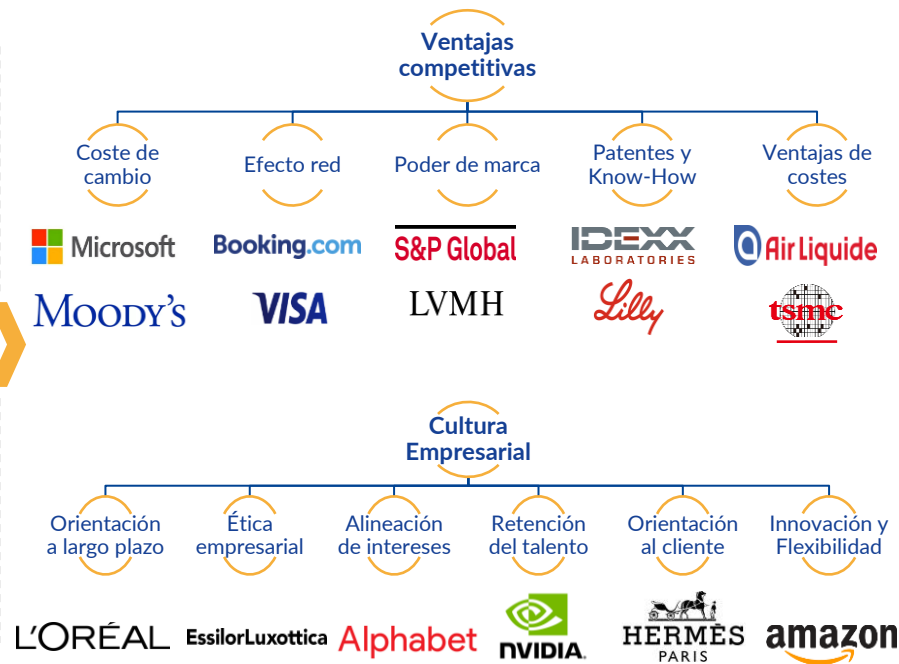 Ventajas
competitivas
Coste de
cambio
Efecto red
Poder de marca
Patentes y
Know-How
Ventajas de
costes
Microsoft
Booking.com
S&P Global
IDEXX
LABORATORIES
Air Liquide
MOODY'S
VISA
LVMH
Lilly
tsmc
Cultura
Empresarial
Orientación
a largo plazo
Ética
empresarial
Alineación
de intereses
Retención
del talento
Orientación
al cliente
Innovación y
Flexibilidad
L'ORÉAL
EssilorLuxottica
Alphabet
NVIDIA.
HERMÈS
PARIS
amazon